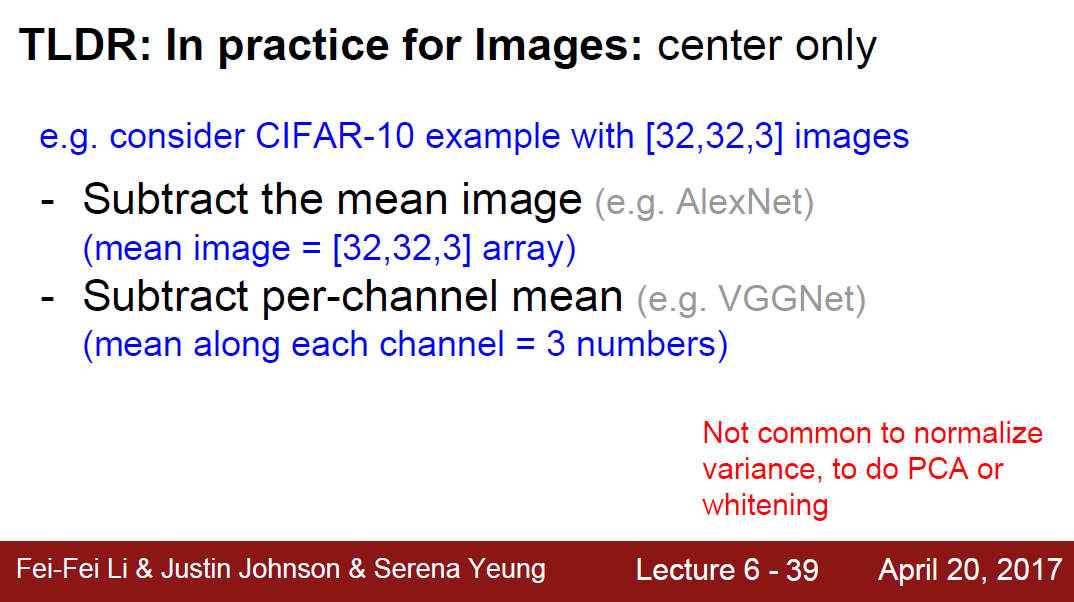 TLDR: In practice for Images: center only
e.g. consider CIFAR-10 example with [32,32,3] images
- Subtract the mean image (e.g. AlexNet)
(mean image = [32,32,3] array)
- Subtract per-channel mean (e.g. VGGNet)
(mean along each channel = 3 numbers)
Not common to normalize
variance, to do PCA or
whitening
Fei-Fei Li & Justin Johnson & Serena Yeung Lecture 6 - 39 April 20, 2017